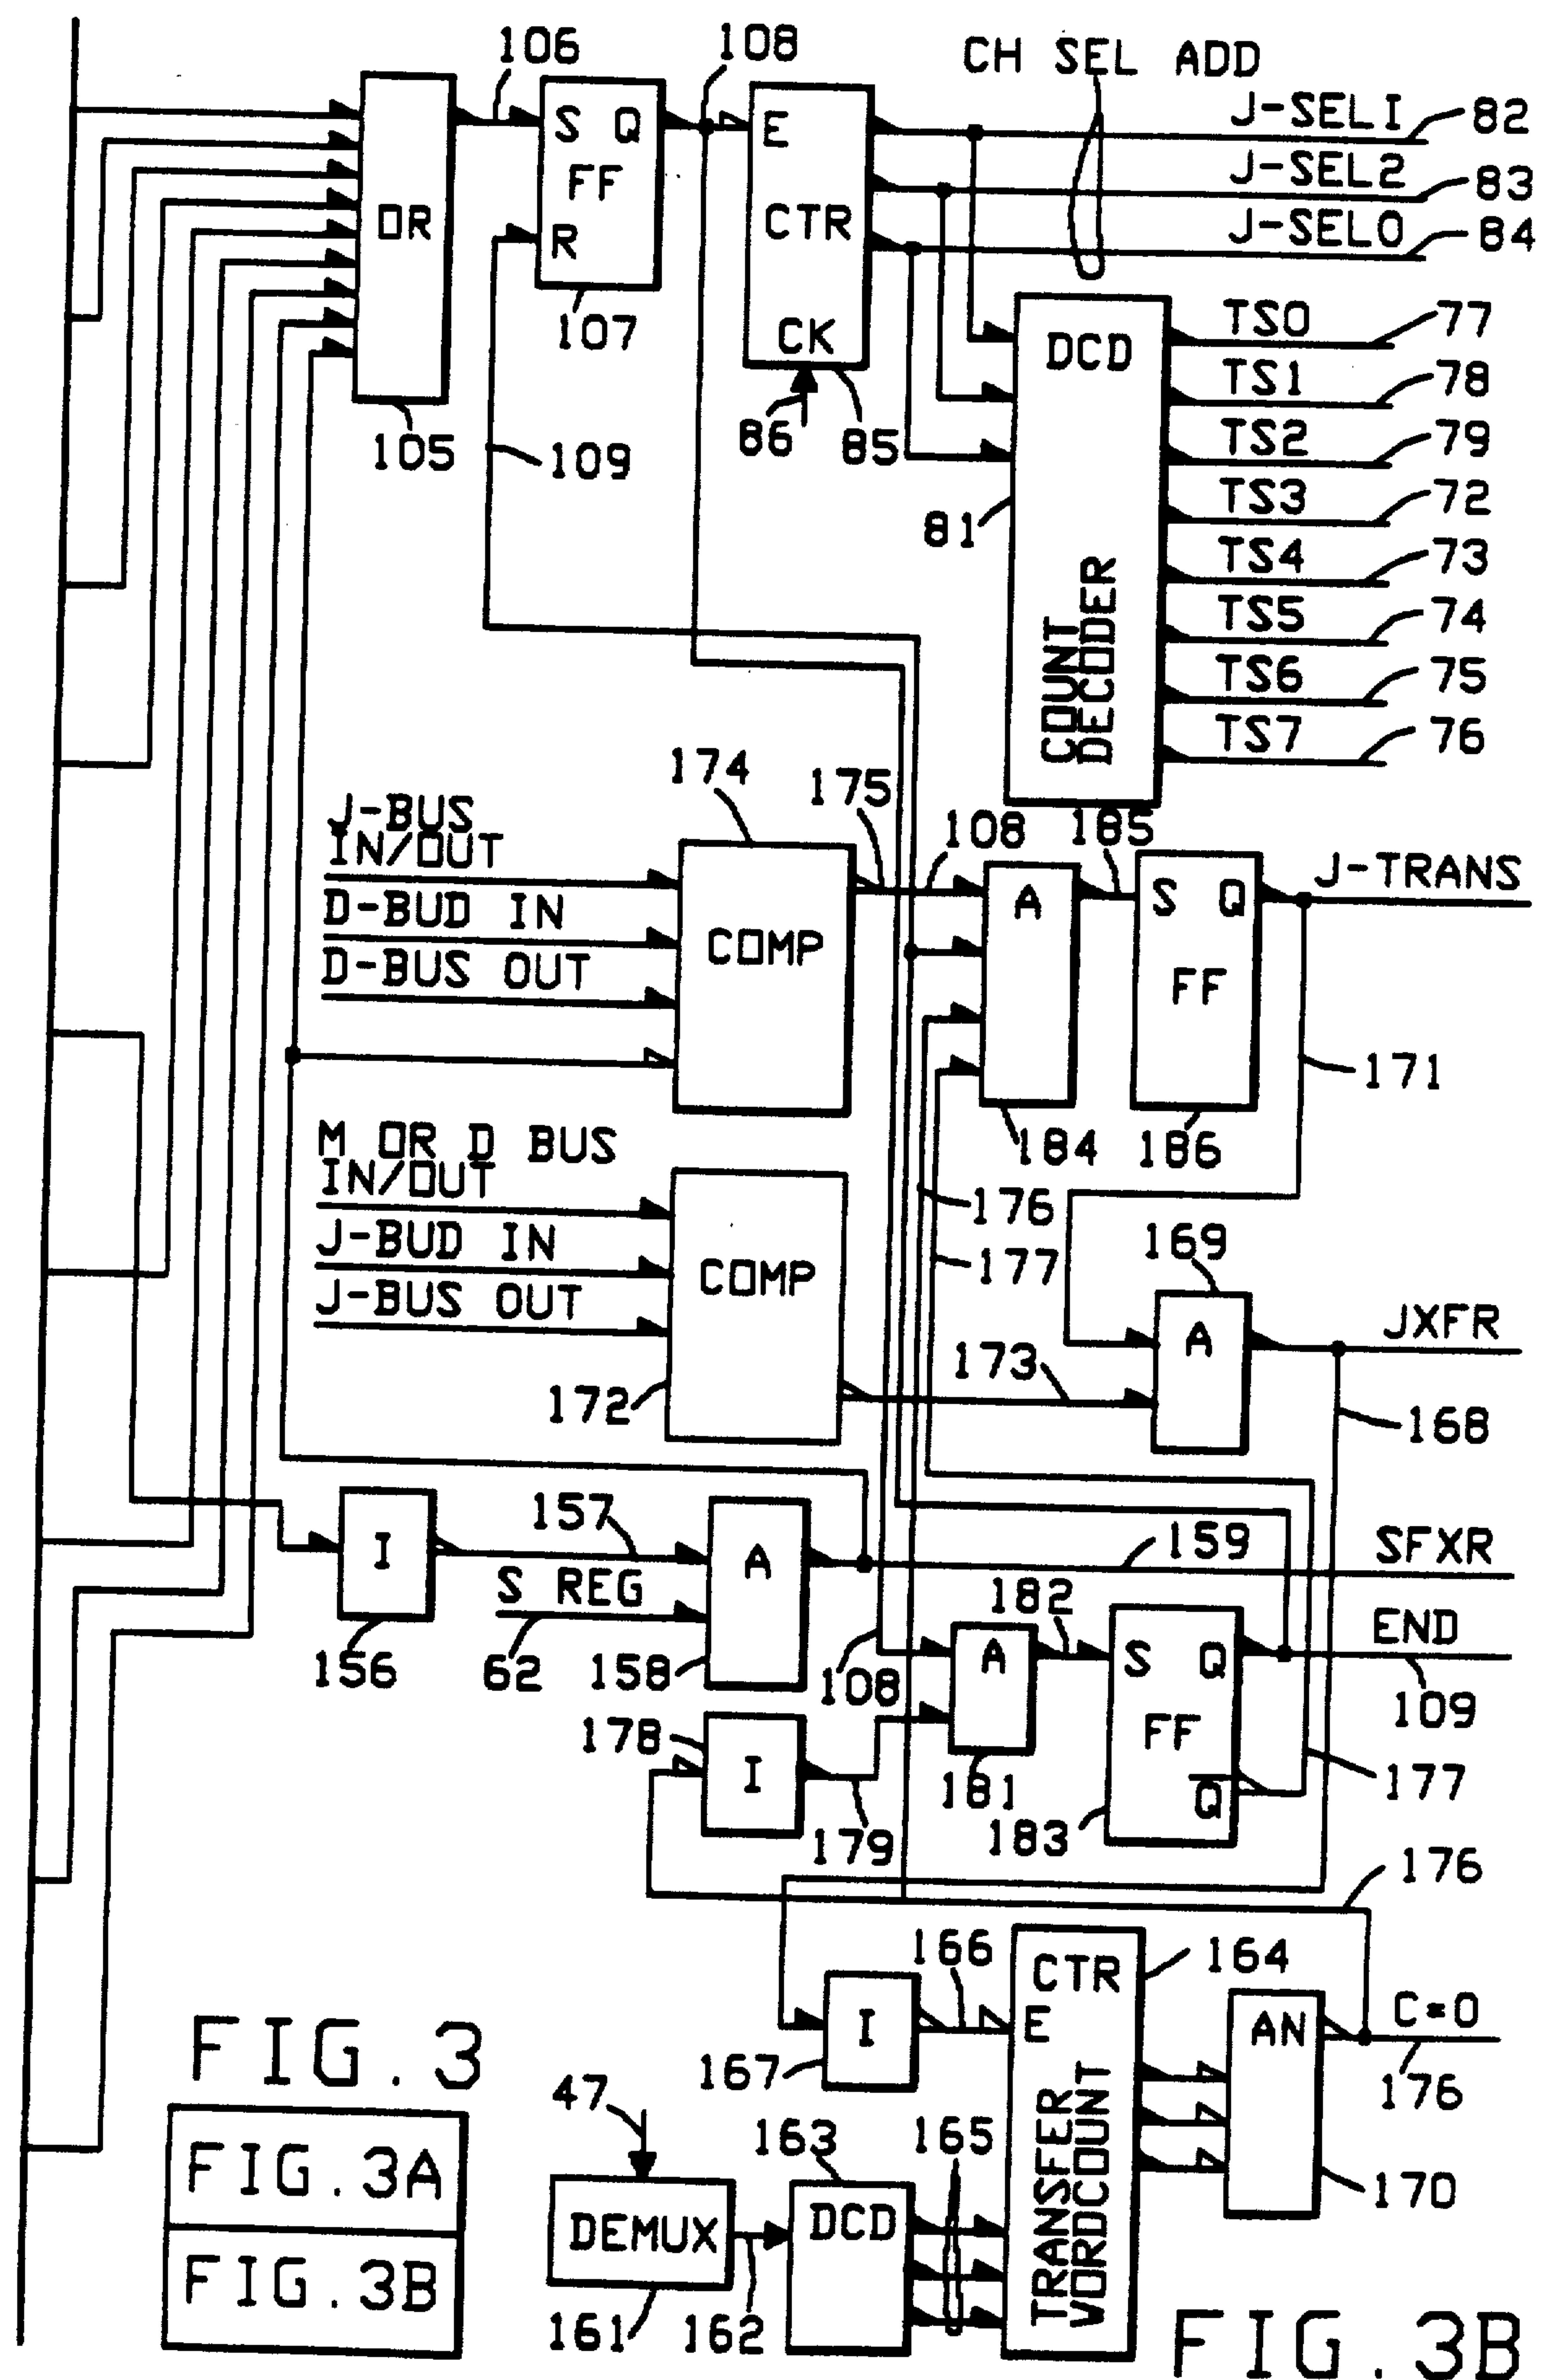 106
108
CH SEL ADD
S Q
FF
R
OR
E
CTR
CK
J-SEL1
82
J-SEL2
83
J-SEL0
84
107
105
109
86
85
81
DCD
COUNT
DECODER
TS0
77
TS1
78
TS2
79
TS3
72
TS4
73
TS5
74
TS6
75
TS7
76
174
175
108
185
J-BUS
IN/OUT
D-BUD IN
D-BUS OUT
COMP
A
S Q
FF
J-TRANS
171
184
186
M OR D BUS
IN/OUT
J-BUD IN
J-BUS OUT
COMP
172
176
177
169
A
JXFR
173
168
157
I
A
159
SFXR
S REG
156
62
158
108
182
A
S Q
FF
Q
END
109
178
I
179
181
183
177
176
166
CTR
164
I
E
AN
C=0
167
176
TRANSFER
WORDCOUNT
170
47
163
165
DEMUX
DCD
161
162
FIG. 3
FIG. 3A
FIG. 3B
FIG. 3B